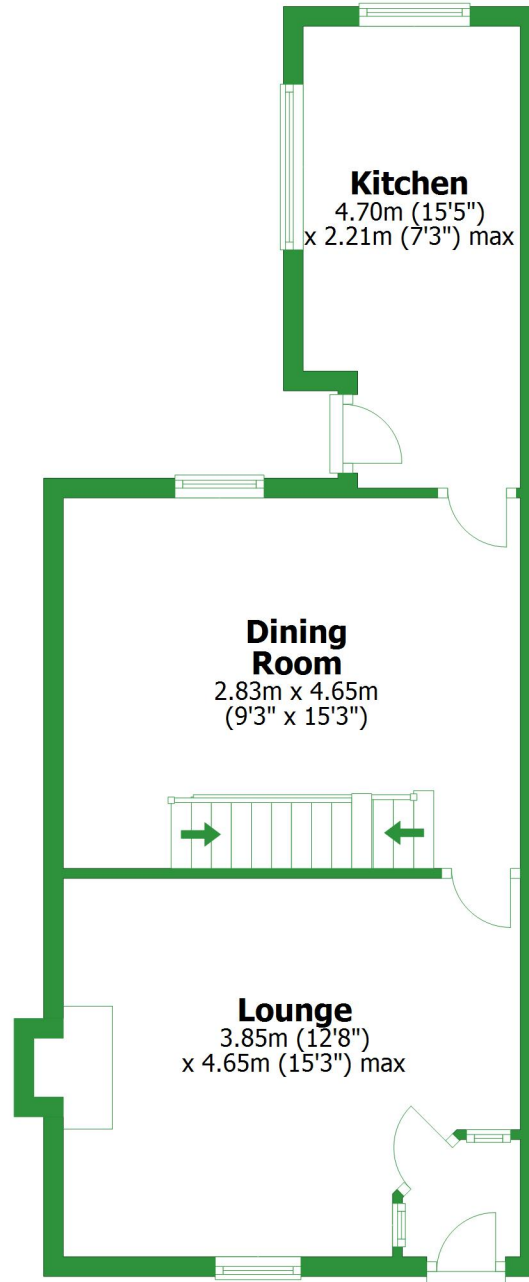 Kitchen
4.70m (15'5")
x 2.21m (7'3") max
Dining
Room
2.83m x 4.65m
(9'3" x 15'3")
Lounge
3.85m (12'8")
x 4.65m (15'3") max